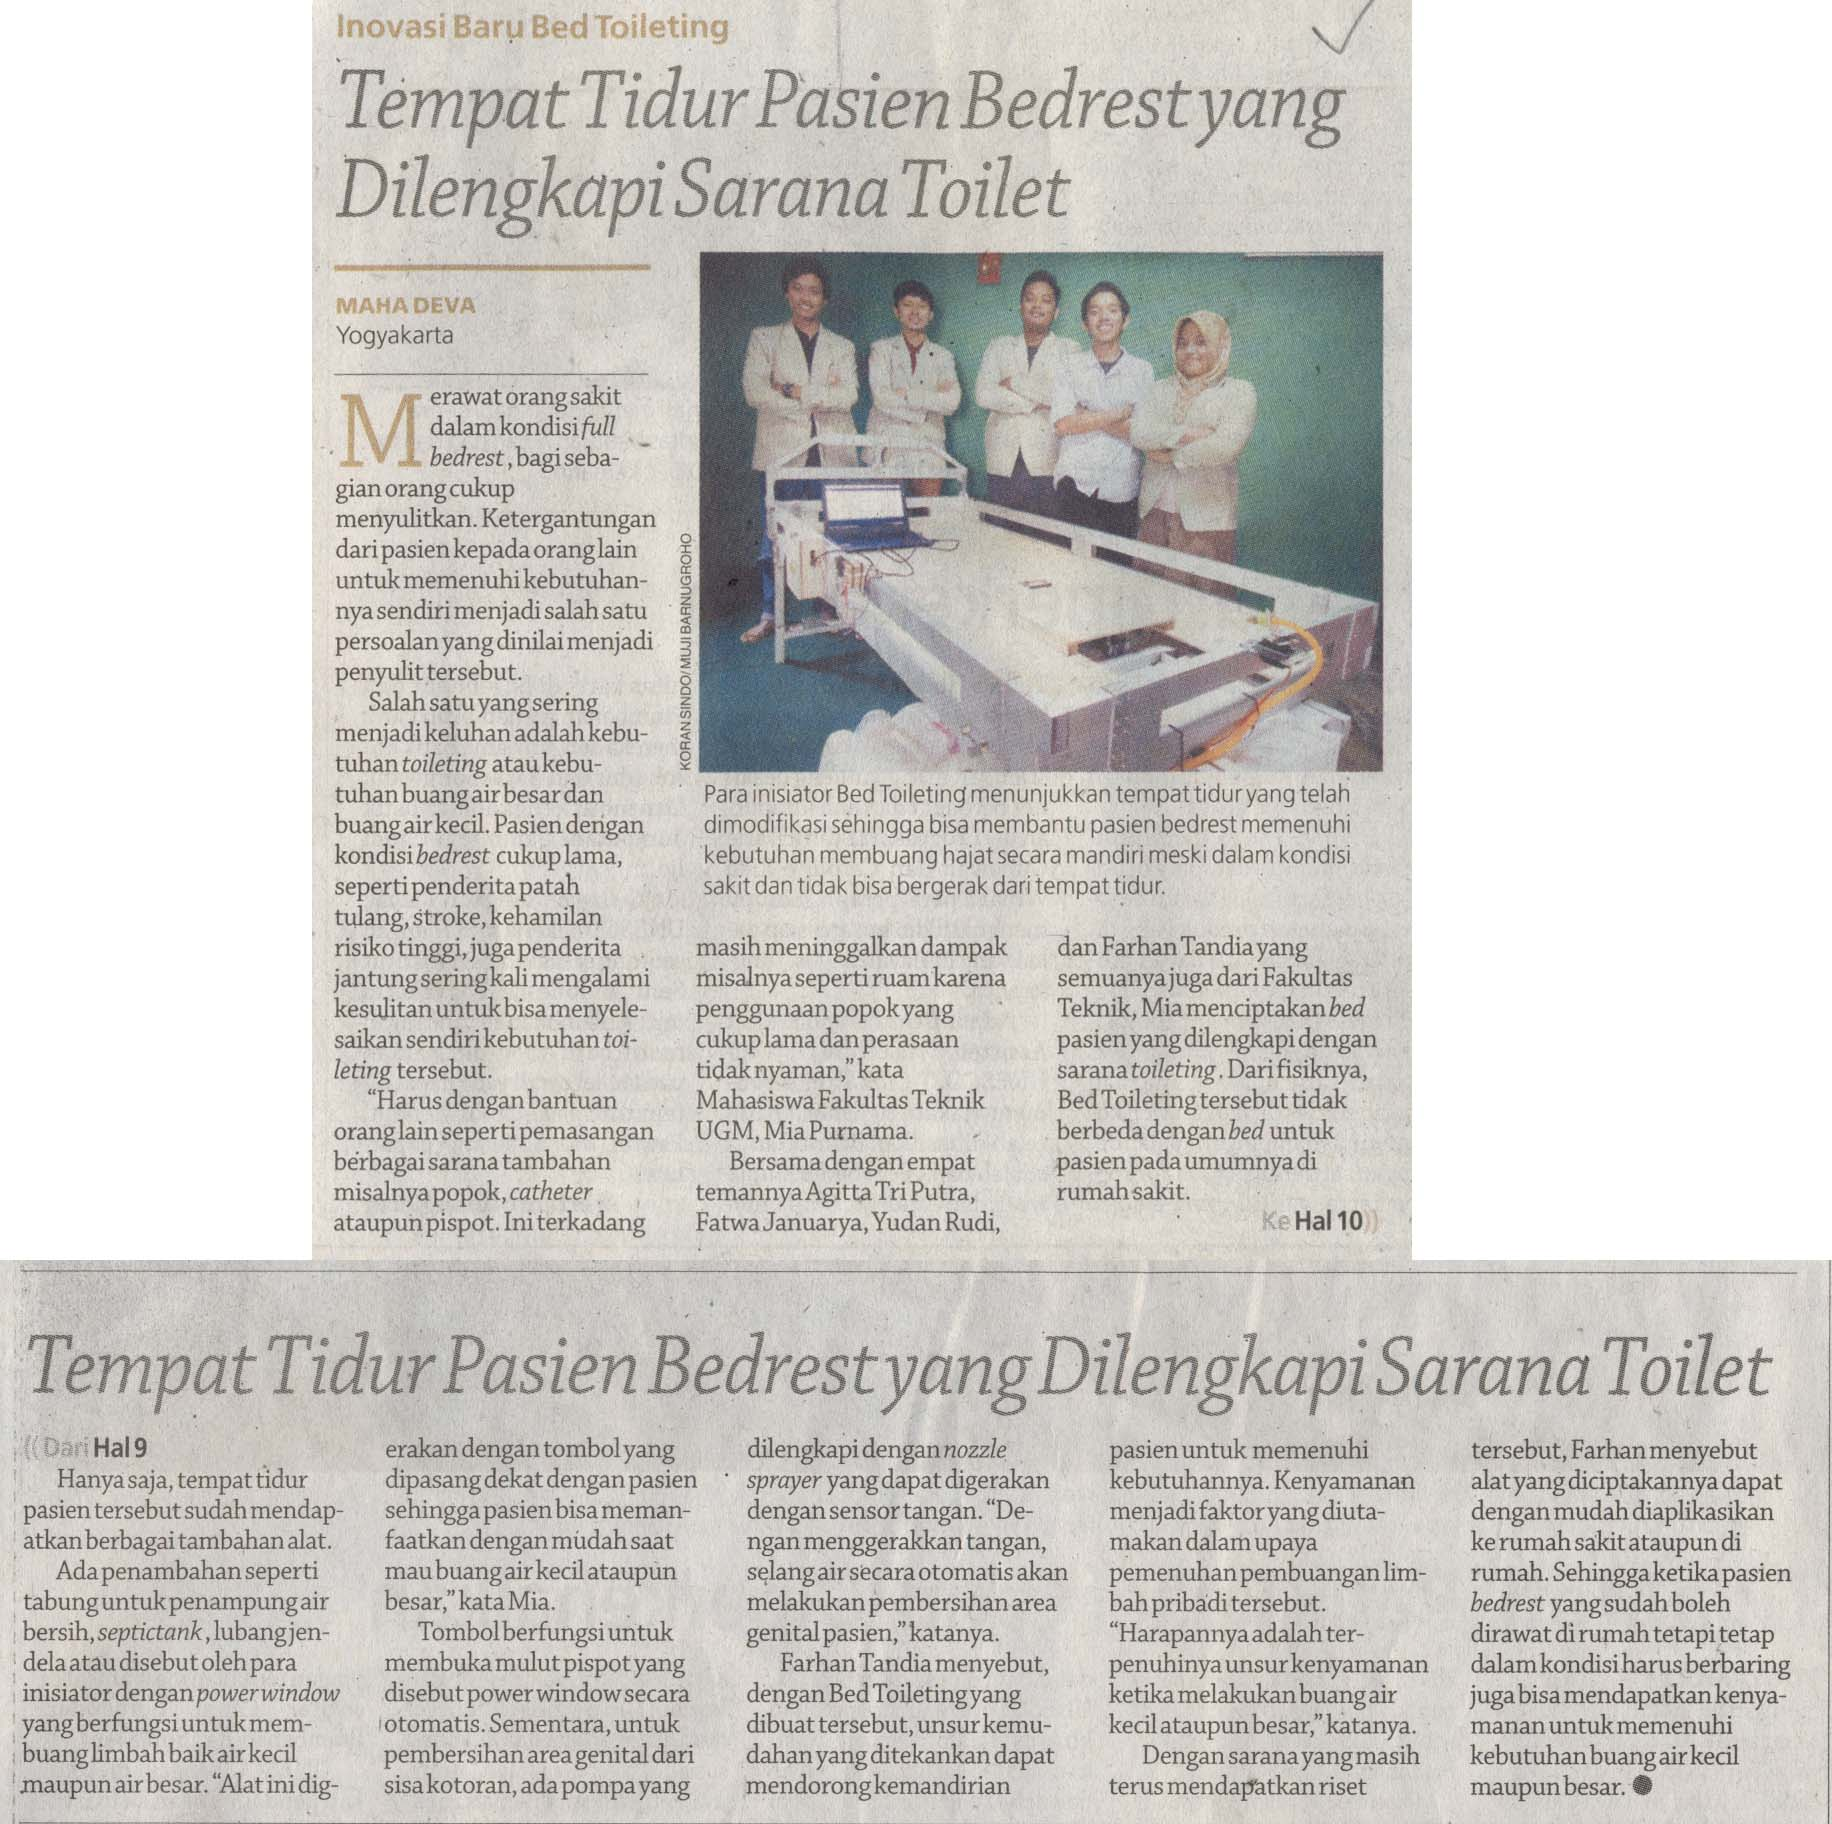 Inovasi Baru Bed Toileting
Tempat Tidur Pasien Bedrest yang
Dilengkapi Sarana Toilet
MAHA DEVA
Yogyakarta
Merawat orang sakit
dalam kondisi full
bedrest, bagi seba-
gian orang cukup
menyulitkan. Ketergantungan
dari pasien kepada orang lain
untuk memenuhi kebutuhan-
nya sendiri menjadi salah satu
persoalan yang dinilai menjadi
penyulit tersebut.
Salah satu yang sering
menjadi keluhan adalah kebu-
tuhan toileting atau kebu-
tuhan buang air besar dan
buang air kecil. Pasien dengan
kondisi bedrest cukup lama,
seperti penderita patah
tulang, stroke, kehamilan
risiko tinggi, juga penderita
jantung sering kali mengalami
kesulitan untuk bisa menyele-
saikan sendiri kebutuhan toi-
leting tersebut.
“Harus dengan bantuan
orang lain seperti pemasangan
berbagai sarana tambahan
misalnya popok, catheter
ataupun pispot. Ini terkadang
KORAN SINDO/MUJI BARNUGROHO
Para inisiator Bed Toileting menunjukkan tempat tidur yang telah
dimodifikasi sehingga bisa membantu pasien bedrest memenuhi
kebutuhan membuang hajat secara mandiri meski dalam kondisi
sakit dan tidak bisa bergerak dari tempat tidur.
masih meninggalkan dampak
misalnya seperti ruam karena
penggunaan popok yang
cukup lama dan perasaan
tidak nyaman,” kata
Mahasiswa Fakultas Teknik
UGM, Mia Purnama.
Bersama dengan empat
temannya Agitta Tri Putra,
Fatwa Januarya, Yudan Rudi,
dan Farhan Tandia yang
semuanya juga dari Fakultas
Teknik, Mia menciptakan bed
pasien yang dilengkapi dengan
sarana toileting. Dari fisiknya,
Bed Toileting tersebut tidak
berbeda dengan bed untuk
pasien pada umumnya di
rumah sakit.
Ke Hal 10))
Tempat Tidur Pasien Bedrest yang Dilengkapi Sarana Toilet
((Dari Hal 9
Hanya saja, tempat tidur
pasien tersebut sudah mendap-
atkan berbagai tambahan alat.
Ada penambahan seperti
tabung untuk penampung air
bersih, septictank, lubang jen-
dela atau disebut oleh para
inisiator dengan power window
yang berfungsi untuk mem-
buang limbah baik air kecil
maupun air besar. “Alat ini dig-
erakan dengan tombol yang
dipasang dekat dengan pasien
sehingga pasien bisa meman-
faatkan dengan mudah saat
mau buang air kecil ataupun
besar,” kata Mia.
Tombol berfungsi untuk
membuka mulut pispot yang
disebut power window secara
otomatis. Sementara, untuk
pembersihan area genital dari
sisa kotoran, ada pompa yang
dilengkapi dengan nozzle
sprayer yang dapat digerakan
dengan sensor tangan. “De-
ngan menggerakkan tangan,
selang air secara otomatis akan
melakukan pembersihan area
genital pasien,” katanya.
Farhan Tandia menyebut,
dengan Bed Toileting yang
dibuat tersebut, unsur kemu-
dahan yang ditekankan dapat
mendorong kemandirian
pasien untuk memenuhi
kebutuhannya. Kenyamanan
menjadi faktor yang diuta-
makan dalam upaya
pemenuhan pembuangan lim-
bah pribadi tersebut.
“Harapannya adalah ter-
penuhinya unsur kenyamanan
ketika melakukan buang air
kecil ataupun besar,” katanya.
Dengan sarana yang masih
terus mendapatkan riset
tersebut, Farhan menyebut
alat yang diciptakannya dapat
dengan mudah diaplikasikan
ke rumah sakit ataupun di
rumah. Sehingga ketika pasien
bedrest yang sudah boleh
dirawat di rumah tetapi tetap
dalam kondisi harus berbaring
juga bisa mendapatkan kenya-
manan untuk memenuhi
kebutuhan buang air kecil
maupun besar. ●